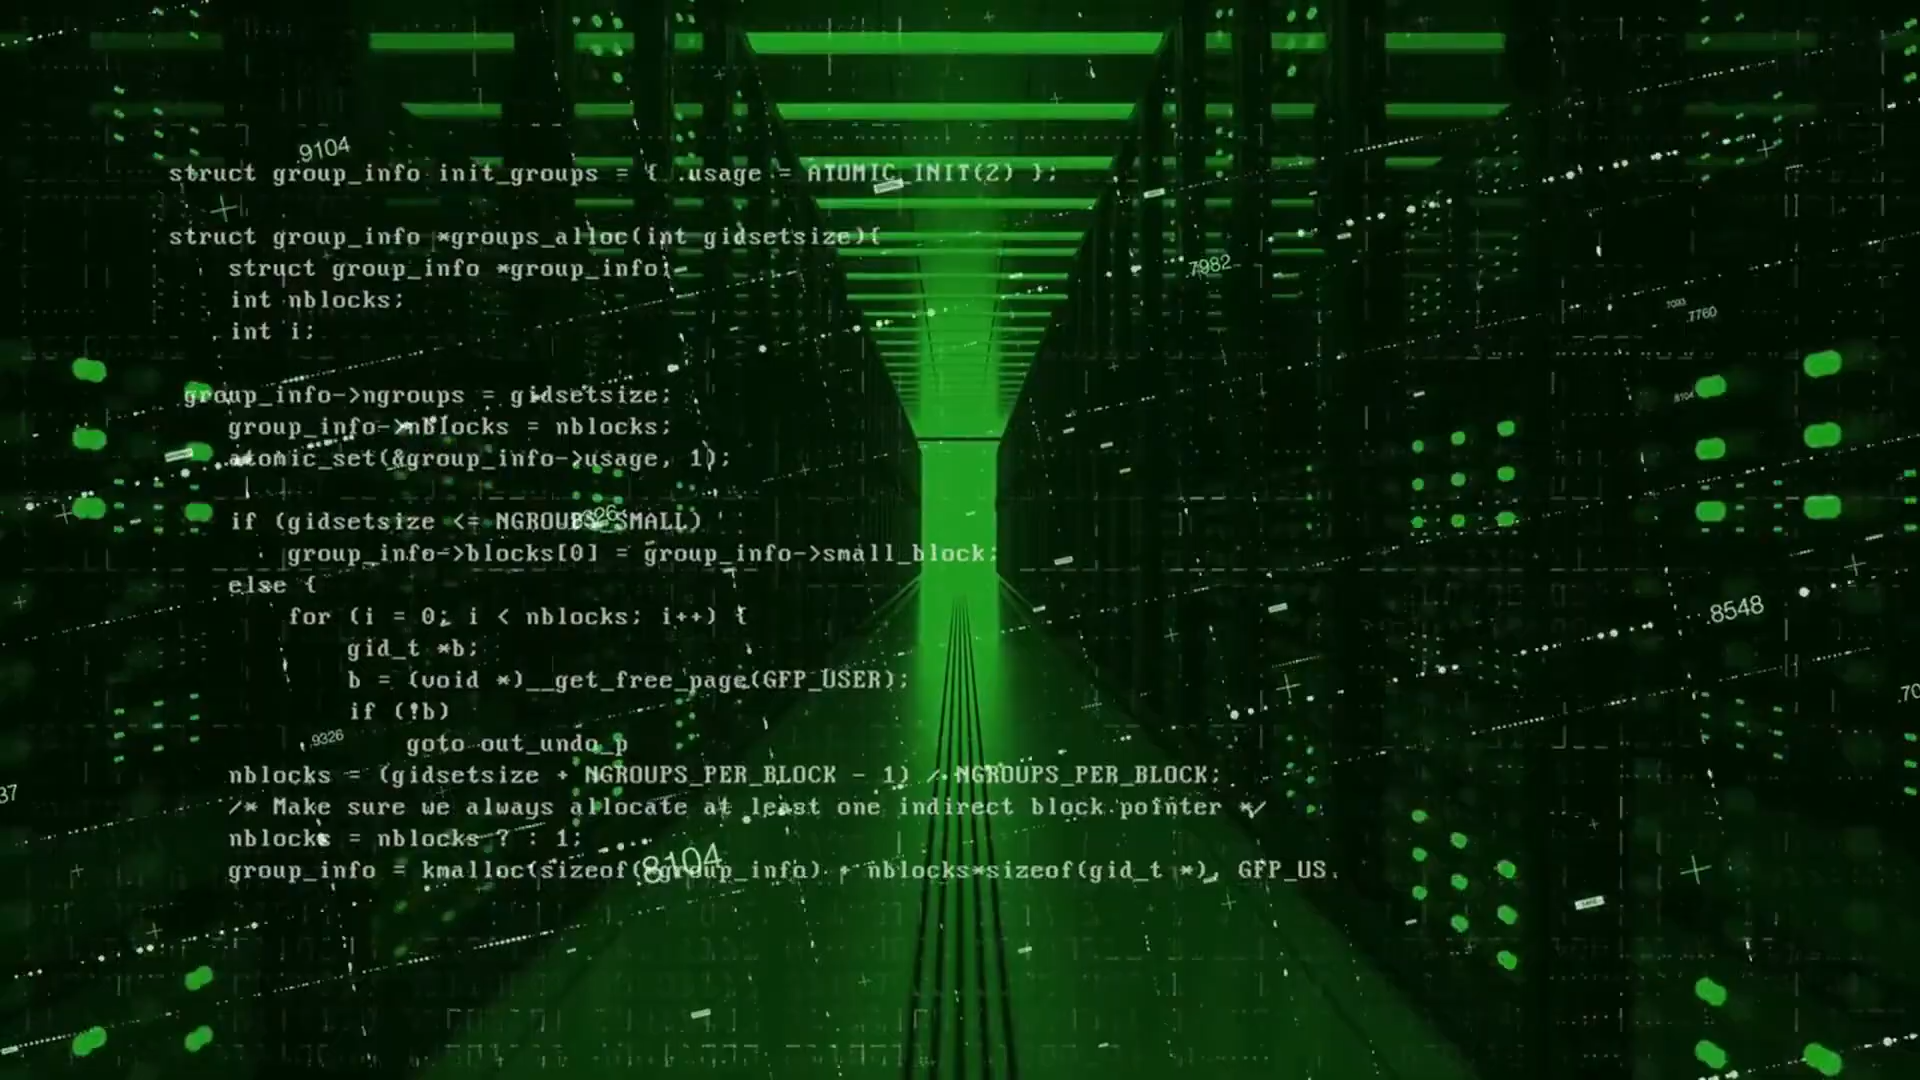 9104
struct group_info init_groups = { .usage = ATOMIC_INIT(2) };
struct group_info *groups_alloc(int gidsetsize){
struct group_info *group_info;
7982
int nblocks;
7760
int i;
group_info->ngroups = gidsetsize;
8104
group_info->nblocks = nblocks;
atomic_set(&group_info->usage, 1);
if (gidsetsize <= NGROUPS_SMALL)
group_info->blocks[0] = group_info->small_block;
else {
8548
for (i = 0; i < nblocks; i++) {
gid_t *b;
b = (void *)__get_free_page(GFP_USER);
70
if (!b)
9326
goto out_undo_p
nblocks = (gidsetsize + NGROUPS_PER_BLOCK - 1) / NGROUPS_PER_BLOCK;
37
/* Make sure we always allocate at least one indirect block pointer */
nblocks = nblocks ? : 1;
8104
group_info = kmalloc(sizeof(*group_info) + nblocks*sizeof(gid_t *), GFP_US.